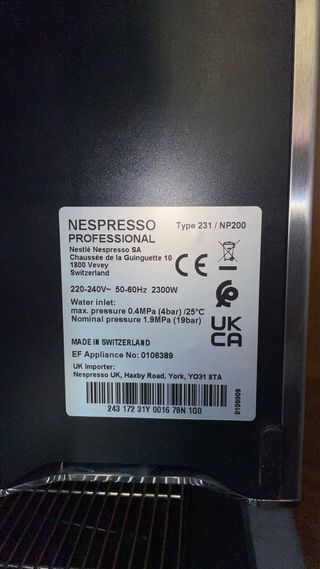 NESPRESSO
PROFESSIONAL
Type 231 / NP200
Nestlé Nespresso SA
Chaussée de la Guinguette 10
1800 Vevey
Switzerland
CE
220-240V~ 50-60Hz 2300W
Water inlet:
max. pressure 0.4MPa (4bar) /25°C
Nominal pressure 1.9MPa (19bar)
UK
CA
MADE IN SWITZERLAND
EF Appliance No: 0106389
UK Importer:
Nespresso UK, Haxby Road, York, YO31 8TA
243 172 31Y 0016 76N 1G0
0109909